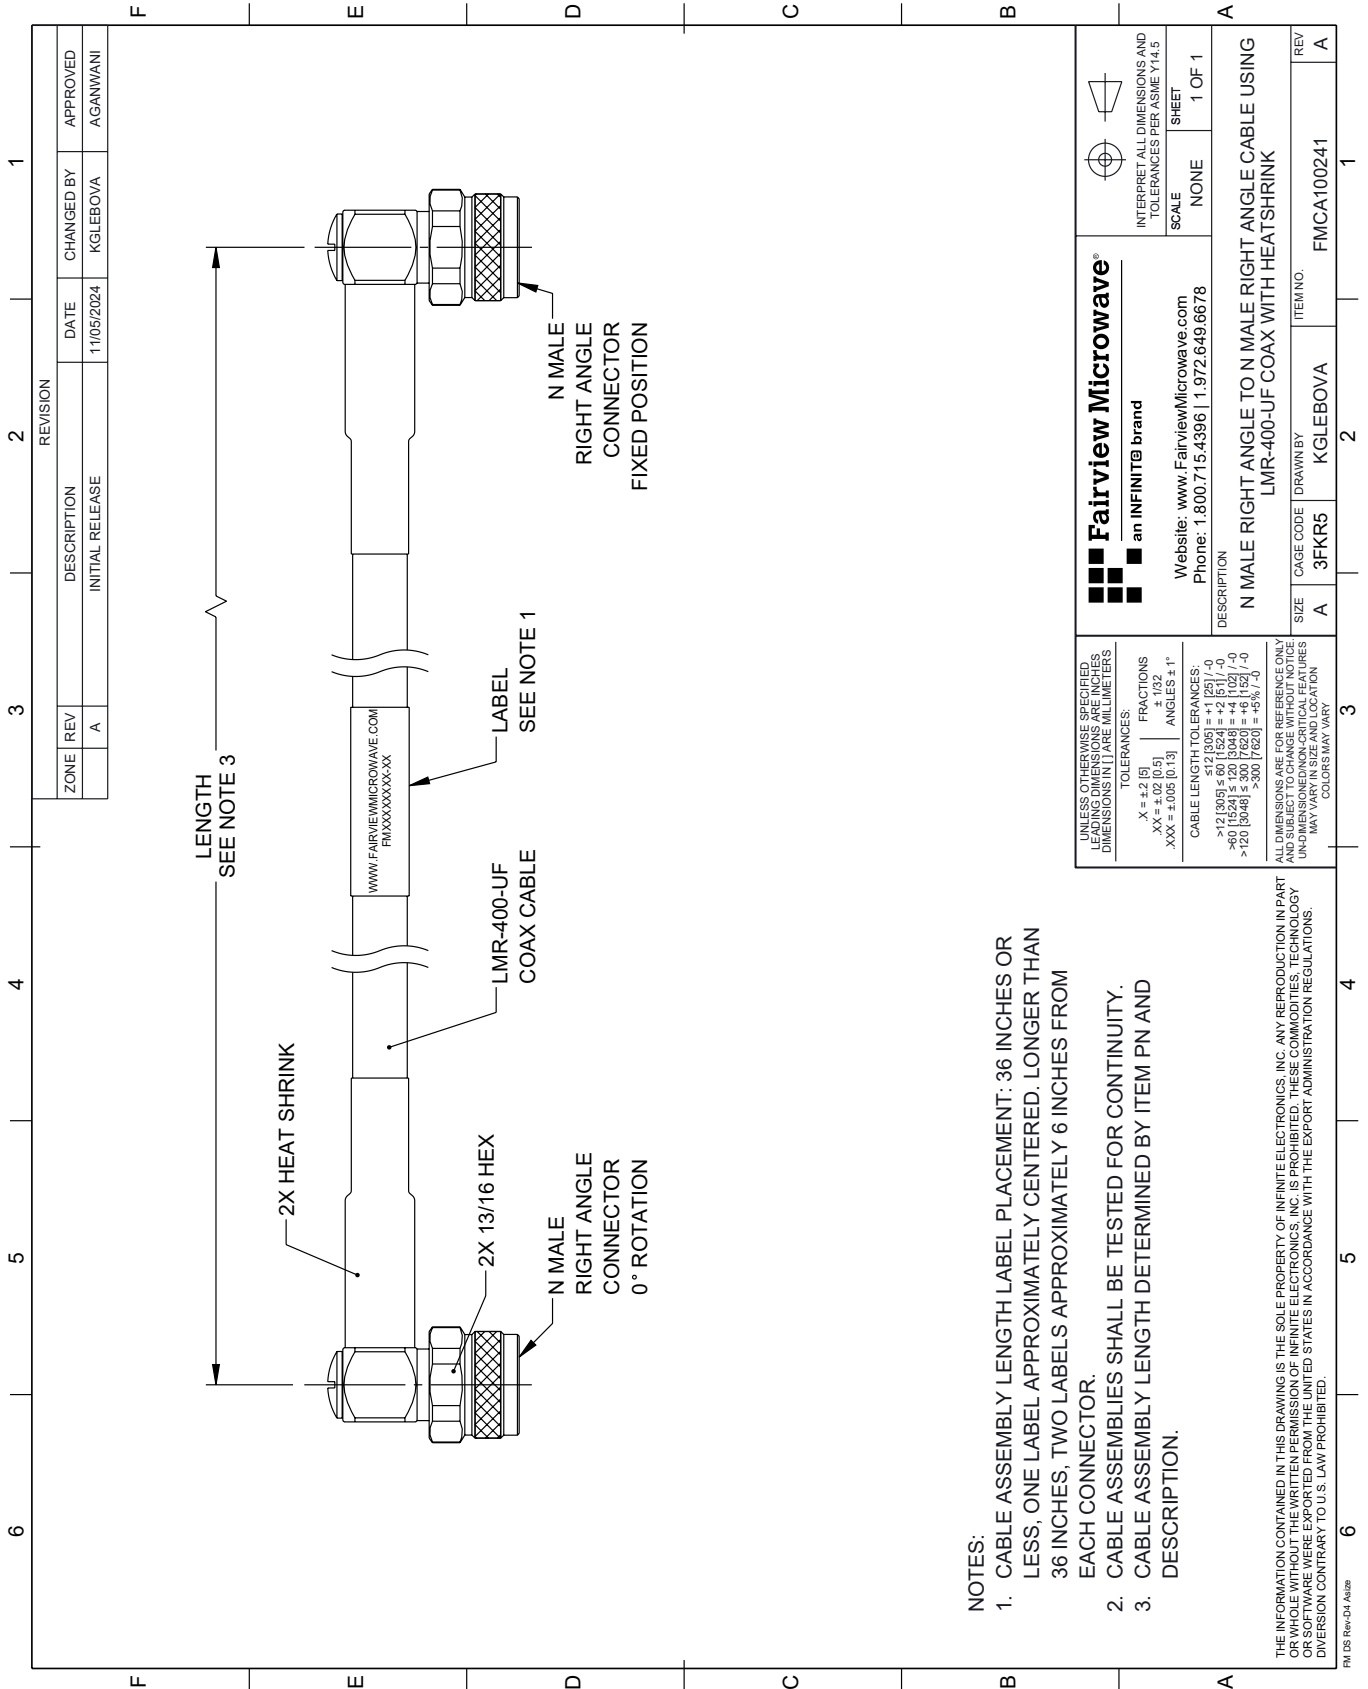 6
5
4
3
2
1
F
E
D
C
B
A
REVISION
ZONE
REV
DESCRIPTION
DATE
CHANGED BY
APPROVED
A
INITIAL RELEASE
11/05/2024
KGLEBOVA
AGANWANI
LENGTH
SEE NOTE 3
2X HEAT SHRINK
WWW.FAIRVIEWMICROWAVE.COM
FMXXXXXXXX-XX
2X 13/16 HEX
LMR-400-UF
COAX CABLE
LABEL
SEE NOTE 1
N MALE
RIGHT ANGLE
CONNECTOR
0° ROTATION
N MALE
RIGHT ANGLE
CONNECTOR
FIXED POSITION
NOTES:
1. CABLE ASSEMBLY LENGTH LABEL PLACEMENT: 36 INCHES OR
LESS, ONE LABEL APPROXIMATELY CENTERED. LONGER THAN
36 INCHES, TWO LABELS APPROXIMATELY 6 INCHES FROM
EACH CONNECTOR.
2. CABLE ASSEMBLIES SHALL BE TESTED FOR CONTINUITY.
3. CABLE ASSEMBLY LENGTH DETERMINED BY ITEM PN AND
DESCRIPTION.
THE INFORMATION CONTAINED IN THIS DRAWING IS THE SOLE PROPERTY OF INFINITE ELECTRONICS, INC. ANY REPRODUCTION IN PART
OR WHOLE WITHOUT THE WRITTEN PERMISSION OF INFINITE ELECTRONICS, INC. IS PROHIBITED. THESE COMMODITIES, TECHNOLOGY
OR SOFTWARE WERE EXPORTED FROM THE UNITED STATES IN ACCORDANCE WITH THE EXPORT ADMINISTRATION REGULATIONS.
DIVERSION CONTRARY TO U.S. LAW PROHIBITED.
UNLESS OTHERWISE SPECIFIED
LEADING DIMENSIONS ARE INCHES
DIMENSIONS IN [ ] ARE MILLIMETERS
TOLERANCES:
.X = ±.2 [5]
.XX = ±.02 [0.5]
.XXX = ±.005 [0.13]
FRACTIONS
± 1/32
ANGLES ± 1°
CABLE LENGTH TOLERANCES:
≤12 [305] = +1 [25] / -0
>12 [305] ≤ 60 [1524] = +2 [51] / -0
>60 [1524] ≤ 120 [3048] = +4 [102] / -0
>120 [3048] ≤ 300 [7620] = +6 [152] / -0
>300 [7620] = +5% / -0
ALL DIMENSIONS ARE FOR REFERENCE ONLY
AND SUBJECT TO CHANGE WITHOUT NOTICE.
UN-DIMENSIONED/NON-CRITICAL FEATURES
MAY VARY IN SIZE AND LOCATION
COLORS MAY VARY
Fairview Microwave®
an INFINIT@ brand
Website: www.FairviewMicrowave.com
Phone: 1.800.715.4396 | 1.972.649.6678
INTERPRET ALL DIMENSIONS AND
TOLERANCES PER ASME Y14.5
SCALE
NONE
SHEET
1 OF 1
DESCRIPTION
N MALE RIGHT ANGLE TO N MALE RIGHT ANGLE CABLE USING
LMR-400-UF COAX WITH HEATSHRINK
SIZE
A
CAGE CODE
3FKR5
DRAWN BY
KGLEBOVA
ITEM NO.
FMCA100241
REV
A
F
E
D
C
B
A
6
5
4
3
2
1
FM DS Rev-D4 Asize